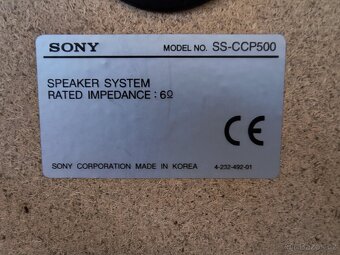 SONY MODEL NO. SS-CCP500
SPEAKER SYSTEM
RATED IMPEDANCE : 6Ω
CE
SONY CORPORATION MADE IN KOREA 4-232-492-01